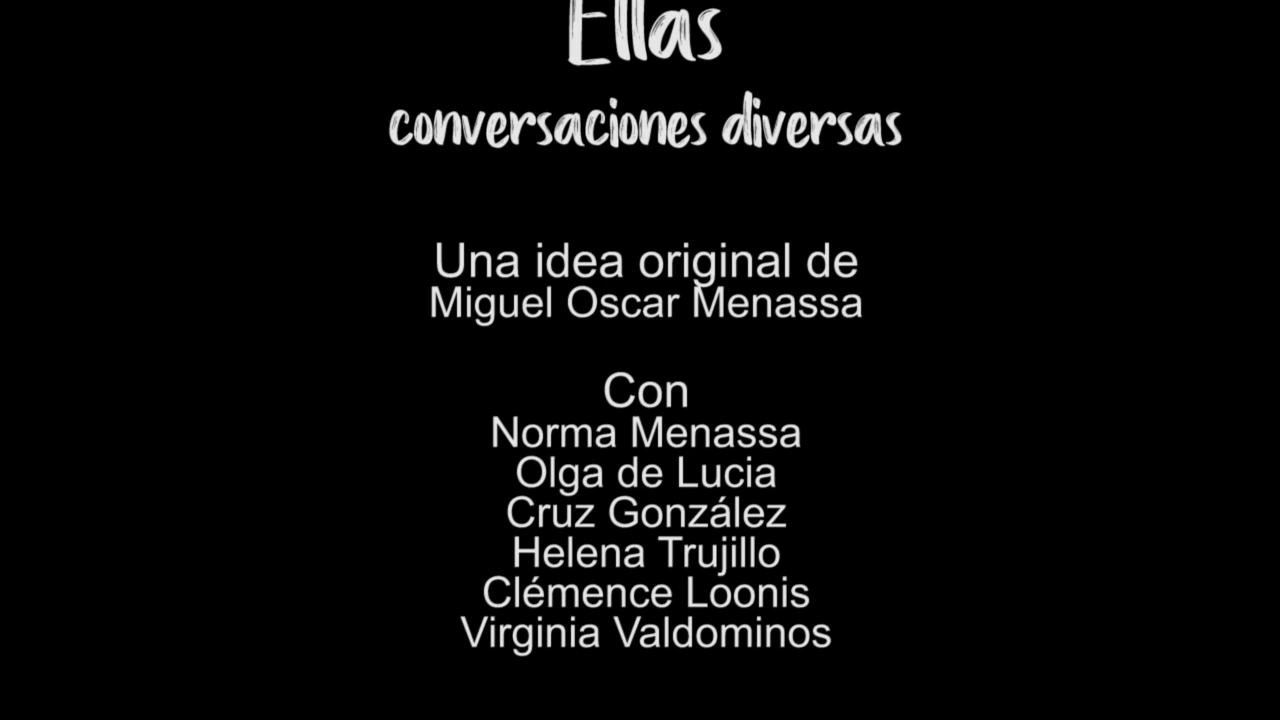 Ellas
conversaciones diversas
Una idea original de
Miguel Oscar Menassa
Con
Norma Menassa
Olga de Lucia
Cruz González
Helena Trujillo
Clémence Loonis
Virginia Valdominos